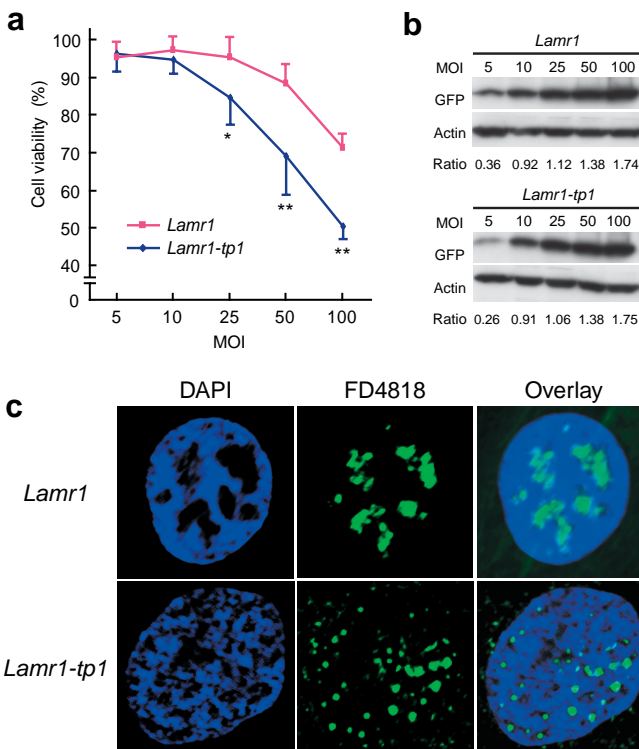 a
100
90
80
70
60
50
40
0
Cell viability (%)
Lamr1
Lamr1-tp1
*
**
**
5 10 25 50 100
MOI
b
Lamr1
MOI 5 10 25 50 100
GFP
Actin
Ratio 0.36 0.92 1.12 1.38 1.74
Lamr1-tp1
MOI 5 10 25 50 100
GFP
Actin
Ratio 0.26 0.91 1.06 1.38 1.75
c
DAPI FD4818 Overlay
Lamr1
Lamr1-tp1